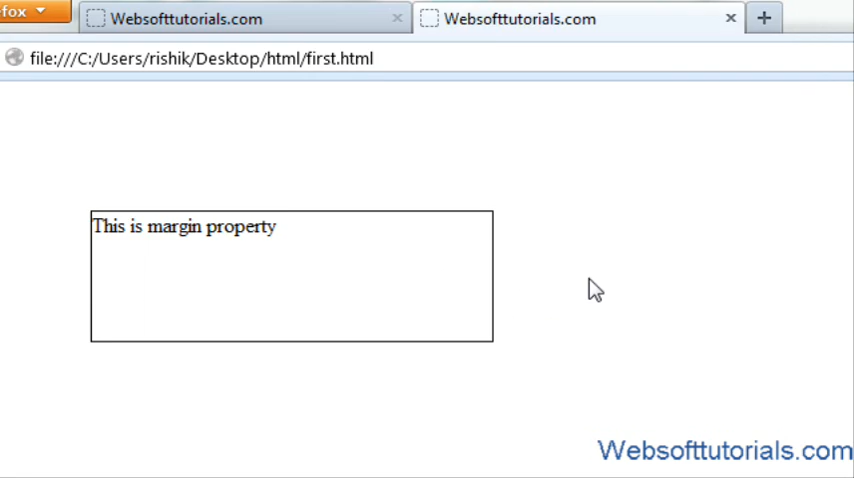 fox
Websofttutorials.com
Websofttutorials.com
file:///C:/Users/rishik/Desktop/html/first.html
This is margin property
Websofttutorials.com